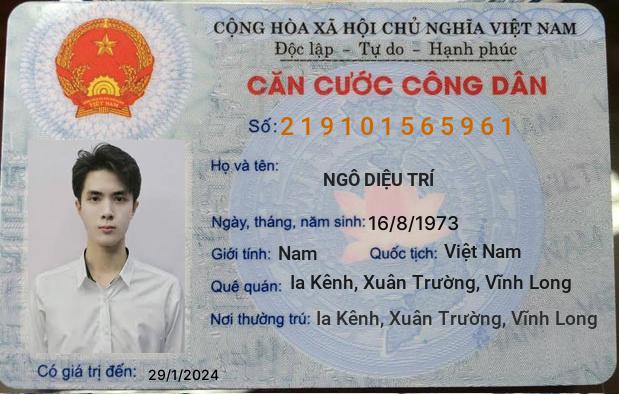 CỘNG HÒA XÃ HỘI CHỦ NGHĨA VIỆT NAM
Độc lập - Tự do - Hạnh phúc
CĂN CƯỚC CÔNG DÂN
Số: 219101565961
Họ và tên:
NGÔ DIỆU TRÍ
Ngày, tháng, năm sinh: 16/8/1973
Giới tính: Nam Quốc tịch: Việt Nam
Quê quán: Ia Kênh, Xuân Trường, Vĩnh Long
Nơi thường trú: Ia Kênh, Xuân Trường, Vĩnh Long
Có giá trị đến: 29/1/2024